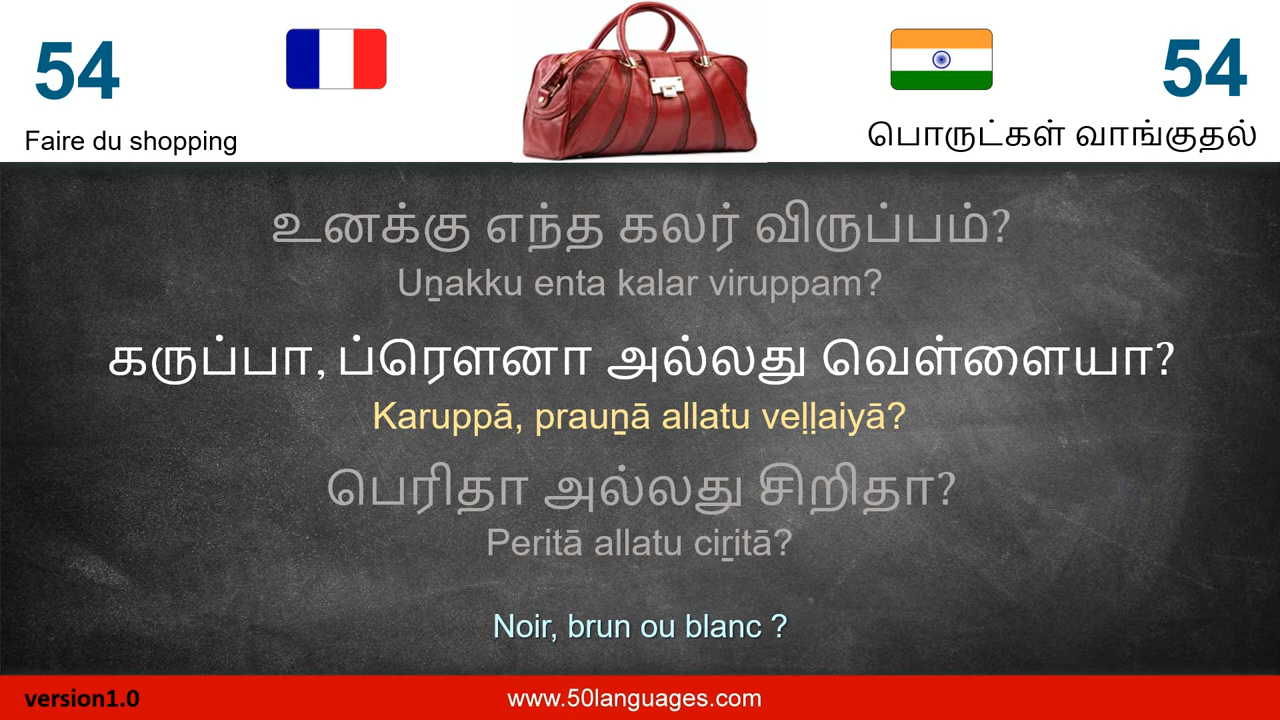 54
54
Faire du shopping
பொருட்கள் வாங்குதல்
உனக்கு எந்த கலர் விருப்பம்?
Uṉakku enta kalar viruppam?
கருப்பா, ப்ரௌனா அல்லது வெள்ளையா?
Karuppā, prauṉā allatu veḷḷaiyā?
பெரிதா அல்லது சிறிதா?
Peritā allatu ciṟitā?
Noir, brun ou blanc ?
version1.0
www.50languages.com